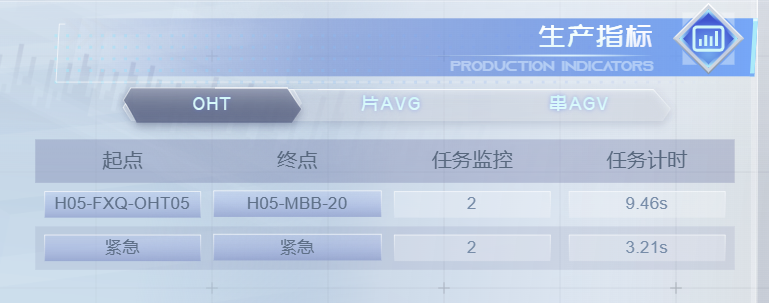 生产指标
PRODUCTION INDICATORS
OHT 片AVG 串AGV
起点 终点 任务监控 任务计时
H05-FXQ-OHT05 H05-MBB-20 2 9.46s
紧急 紧急 2 3.21s